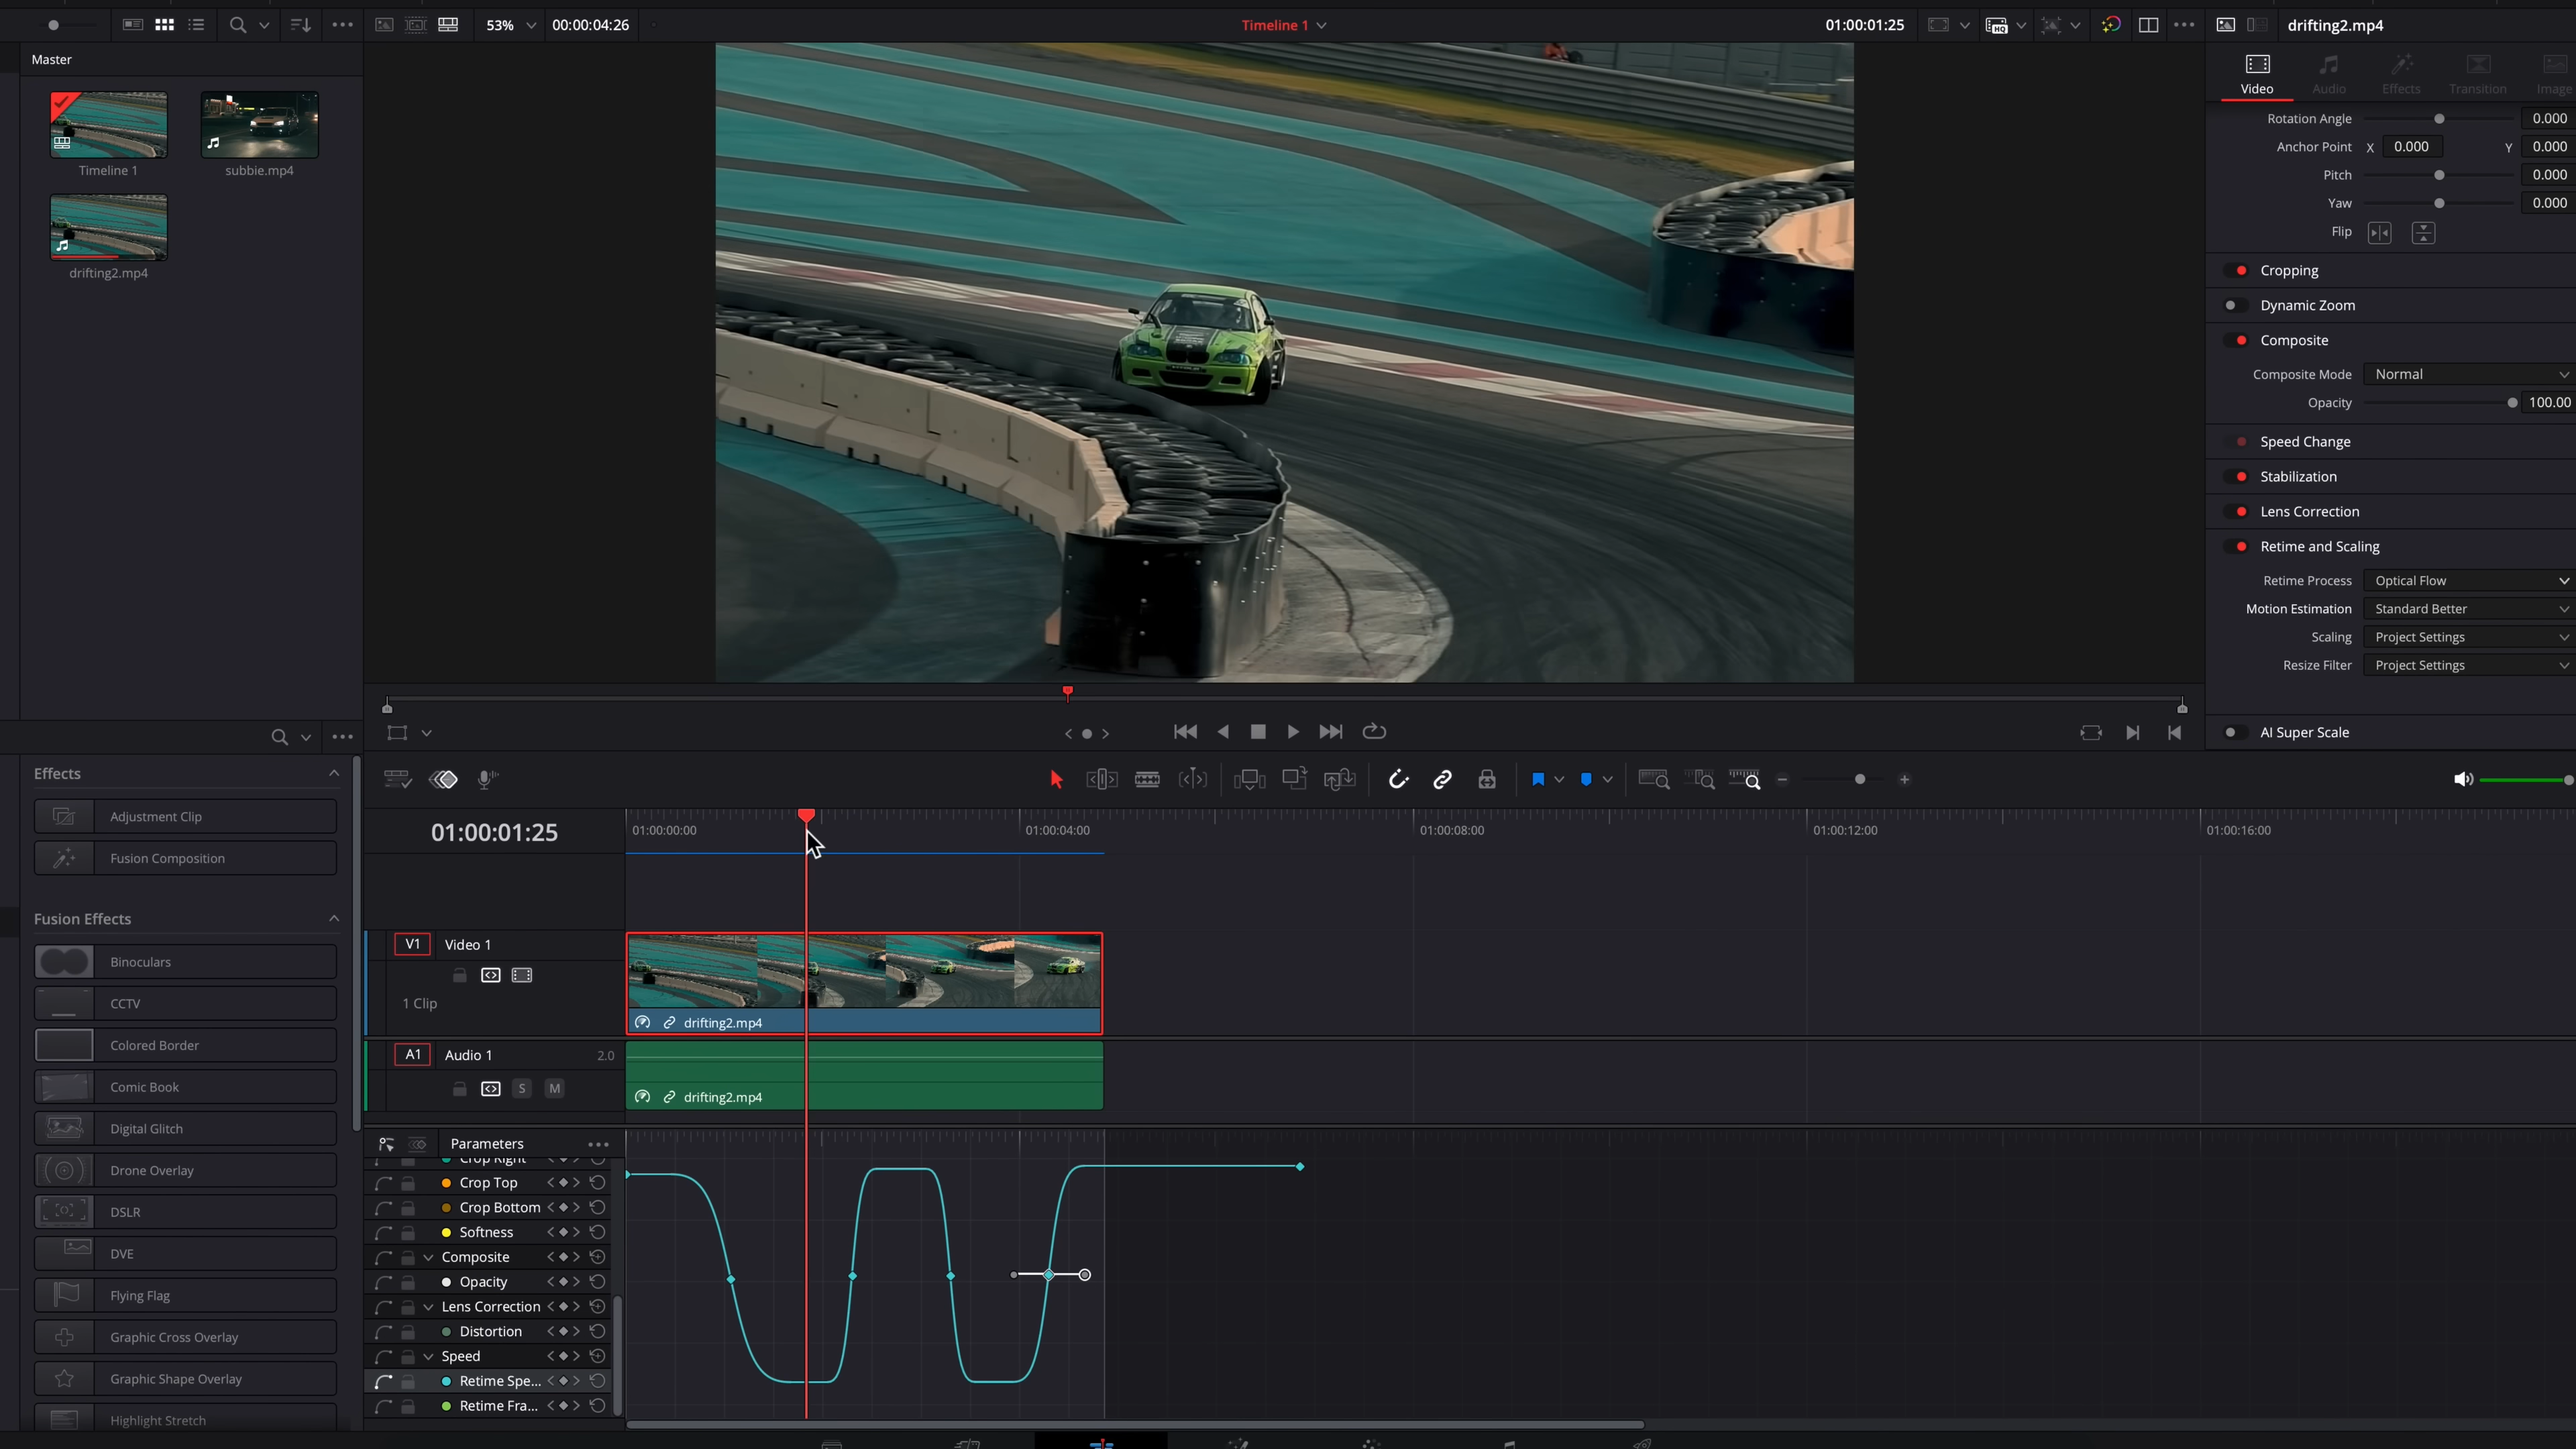 53%
00:00:04:26
Timeline 1
01:00:01:25
HQ
drifting2.mp4
Master
Video
Audio
Effects
Transition
Image
Timeline 1
subbie.mp4
drifting2.mp4
Rotation Angle 0.000
Anchor Point X 0.000 Y 0.000
Pitch 0.000
Yaw 0.000
Flip
Cropping
Dynamic Zoom
Composite
Composite Mode Normal
Opacity 100.00
Speed Change
Stabilization
Lens Correction
Retime and Scaling
Retime Process Optical Flow
Motion Estimation Standard Better
Scaling Project Settings
Resize Filter Project Settings
AI Super Scale
Effects
Adjustment Clip
Fusion Composition
Fusion Effects
Binoculars
CCTV
Colored Border
Comic Book
Digital Glitch
Drone Overlay
DSLR
DVE
Flying Flag
Graphic Cross Overlay
Graphic Shape Overlay
Highlight Stretch
01:00:01:25
01:00:00:00
01:00:04:00
01:00:08:00
01:00:12:00
01:00:16:00
V1 Video 1
1 Clip
drifting2.mp4
A1 Audio 1 2.0
S M
drifting2.mp4
Parameters
Crop Right
Crop Top
Crop Bottom
Softness
Composite
Opacity
Lens Correction
Distortion
Speed
Retime Spe...
Retime Fra...